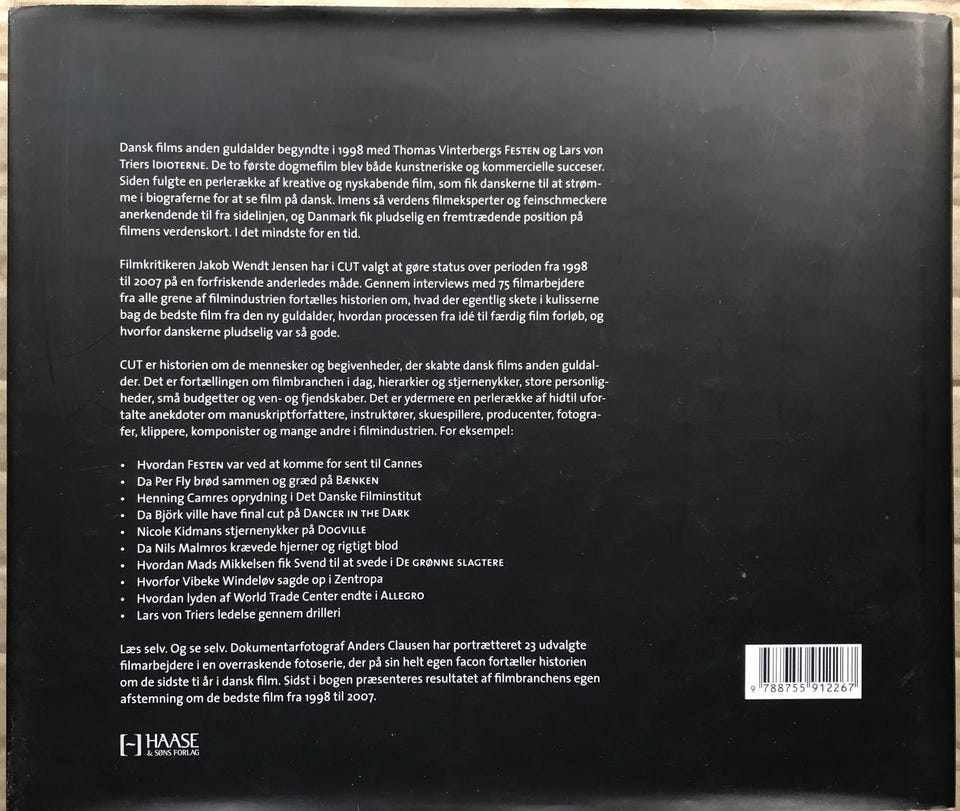 Dansk films anden guldalder begyndte i 1998 med Thomas Vinterbergs FESTEN og Lars von
Triers IDIOTERNE. De to første dogmefilm blev både kunstneriske og kommercielle succeser.
Siden fulgte en perlerække af kreative og nyskabende film, som fik danskerne til at strøm-
me i biograferne for at se film på dansk. Imens så verdens filmeksperter og feinschmeckere
anerkendende til fra sidelinjen, og Danmark fik pludselig en fremtrædende position på
filmens verdenskort. I det mindste for en tid.
Filmkritikeren Jakob Wendt Jensen har i CUT valgt at gøre status over perioden fra 1998
til 2007 på en forfriskende anderledes måde. Gennem interviews med 75 filmarbejdere
fra alle grene af filmindustrien fortælles historien om, hvad der egentlig skete i kulisserne
bag de bedste film fra den ny guldalder, hvordan processen fra idé til færdig film forløb, og
hvorfor danskerne pludselig var så gode.
CUT er historien om de mennesker og begivenheder, der skabte dansk films anden guldal-
der. Det er fortællingen om filmbranchen i dag, hierarkier og stjernenykker, store personlig-
heder, små budgetter og ven- og fjendskaber. Det er ydermere en perlerække af hidtil ufor-
talte anekdoter om manuskriptforfattere, instruktører, skuespillere, producenter, fotogra-
fer, klippere, komponister og mange andre i filmindustrien. For eksempel:
• Hvordan FESTEN var ved at komme for sent til Cannes
• Da Per Fly brød sammen og græd på BÆNKEN
• Henning Camres oprydning i Det Danske Filminstitut
• Da Björk ville have final cut på DANCER IN THE DARK
• Nicole Kidmans stjernenykker på DOGVILLE
• Da Nils Malmros krævede hjerner og rigtigt blod
• Hvordan Mads Mikkelsen fik Svend til at svede i DE GRØNNE SLAGTERE
• Hvorfor Vibeke Windeløv sagde op i Zentropa
• Hvordan lyden af World Trade Center endte i ALLEGRO
• Lars von Triers ledelse gennem drilleri
Læs selv. Og se selv. Dokumentarfotograf Anders Clausen har portrætteret 23 udvalgte
filmarbejdere i en overraskende fotoserie, der på sin helt egen facon fortæller historien
om de sidste ti år i dansk film. Sidst i bogen præsenteres resultatet af filmbranchens egen
afstemning om de bedste film fra 1998 til 2007.
9 788755 912267
[~] HAASE
& SØNS FORLAG